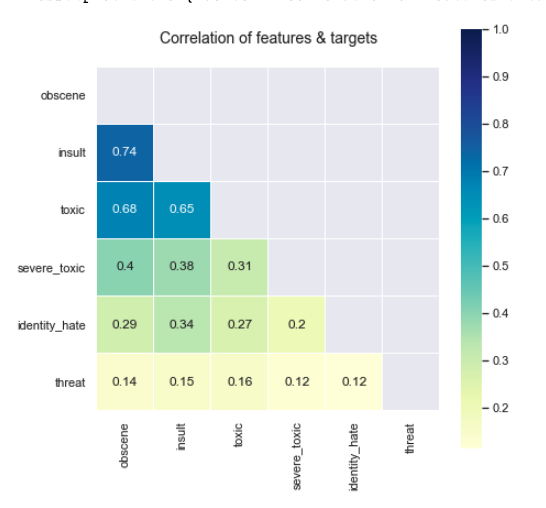 Correlation of features & targets
obscene
insult 0.74
toxic 0.68 0.65
severe_toxic 0.4 0.38 0.31
identity_hate 0.29 0.34 0.27 0.2
threat 0.14 0.15 0.16 0.12 0.12
obscene insult toxic severe_toxic identity_hate threat
1.0
0.9
0.8
0.7
0.6
0.5
0.4
0.3
0.2